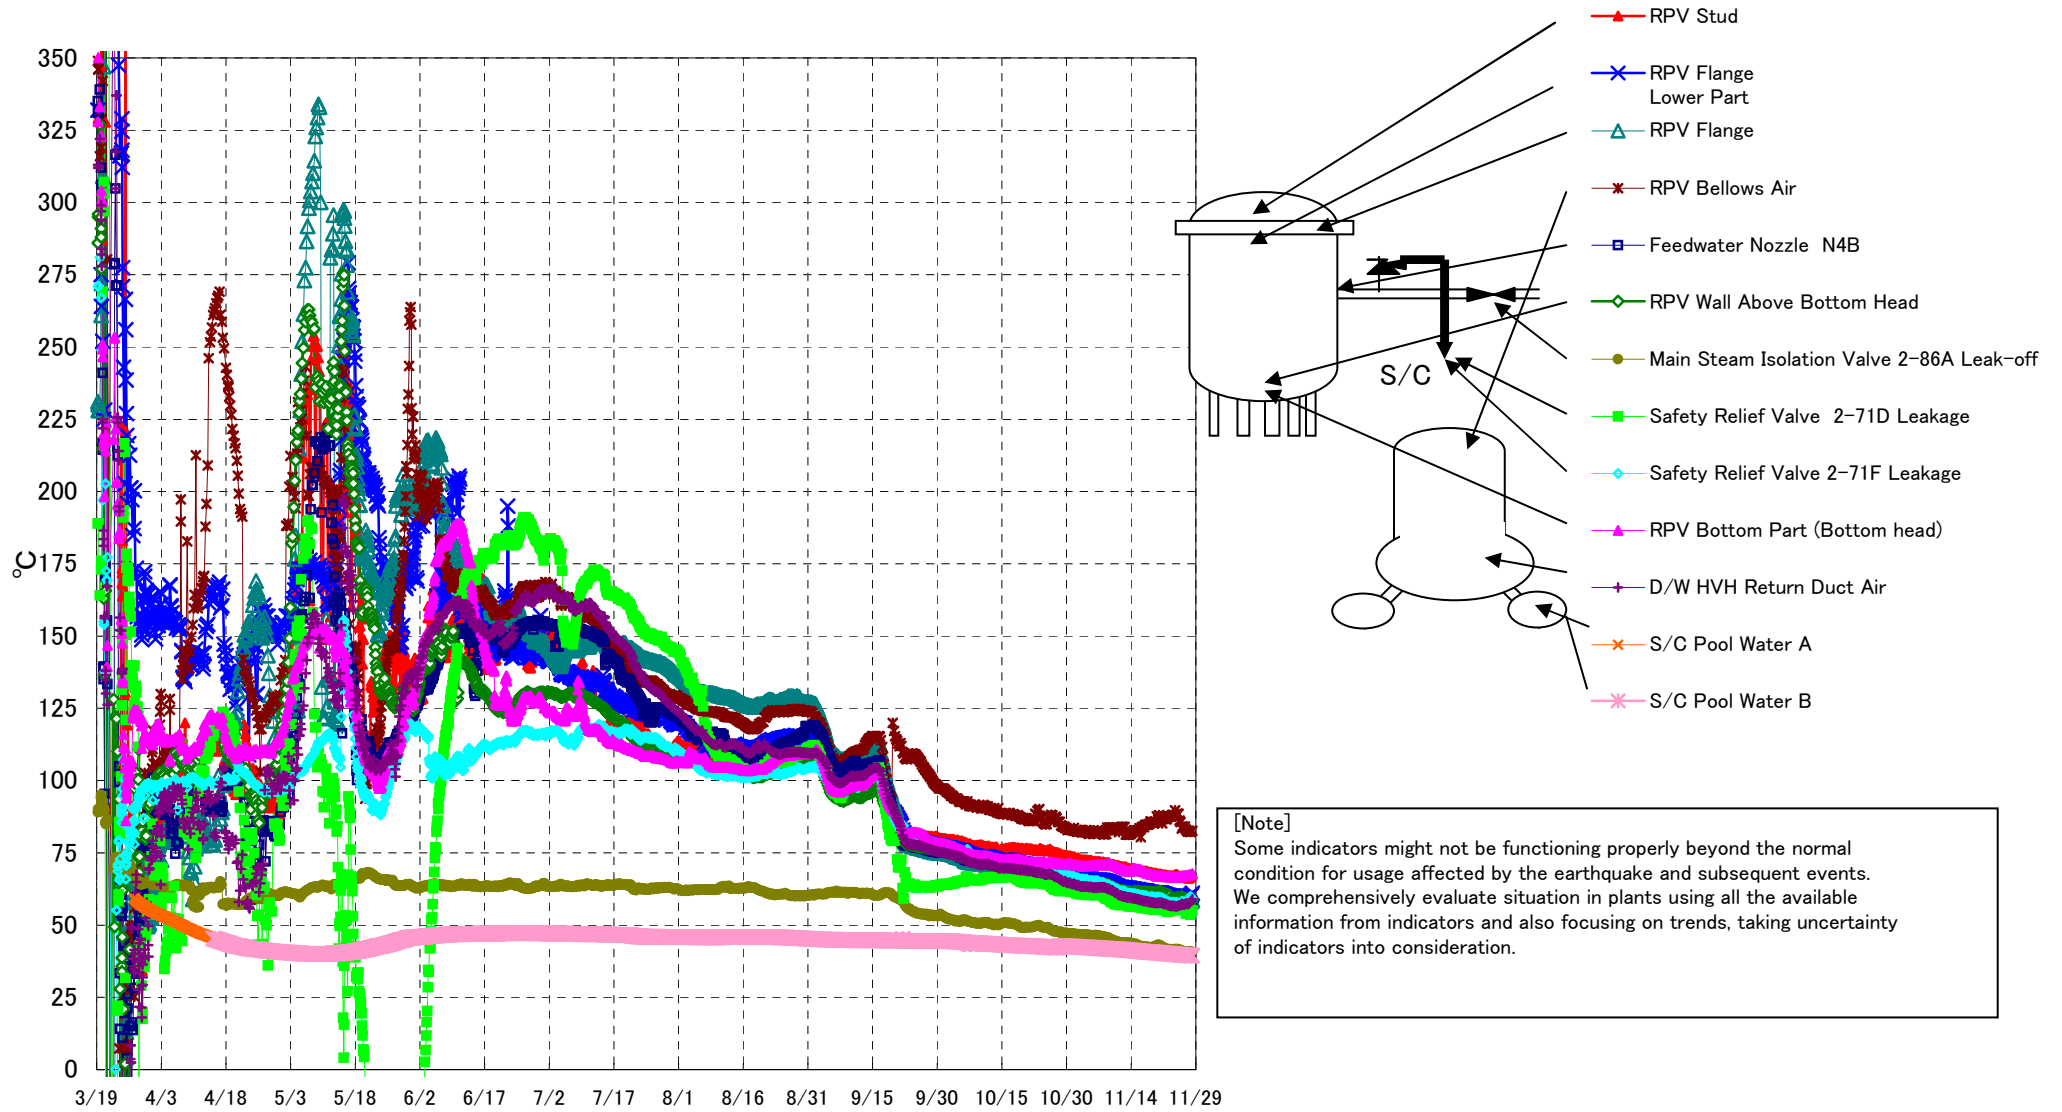 RPV Stud
RPV Flange
Lower Part
RPV Flange
RPV Bellows Air
Feedwater Nozzle N4B
RPV Wall Above Bottom Head
Main Steam Isolation Valve 2-86A Leak-off
Safety Relief Valve 2-71D Leakage
Safety Relief Valve 2-71F Leakage
RPV Bottom Part (Bottom head)
D/W HVH Return Duct Air
S/C Pool Water A
S/C Pool Water B
S/C
350
325
300
275
250
225
200
175
150
125
100
75
50
25
0
℃
3/19 4/3 4/18 5/3 5/18 6/2 6/17 7/2 7/17 8/1 8/16 8/31 9/15 9/30 10/15 10/30 11/14 11/29
[Note]
Some indicators might not be functioning properly beyond the normal
condition for usage affected by the earthquake and subsequent events.
We comprehensively evaluate situation in plants using all the available
information from indicators and also focusing on trends, taking uncertainty
of indicators into consideration.